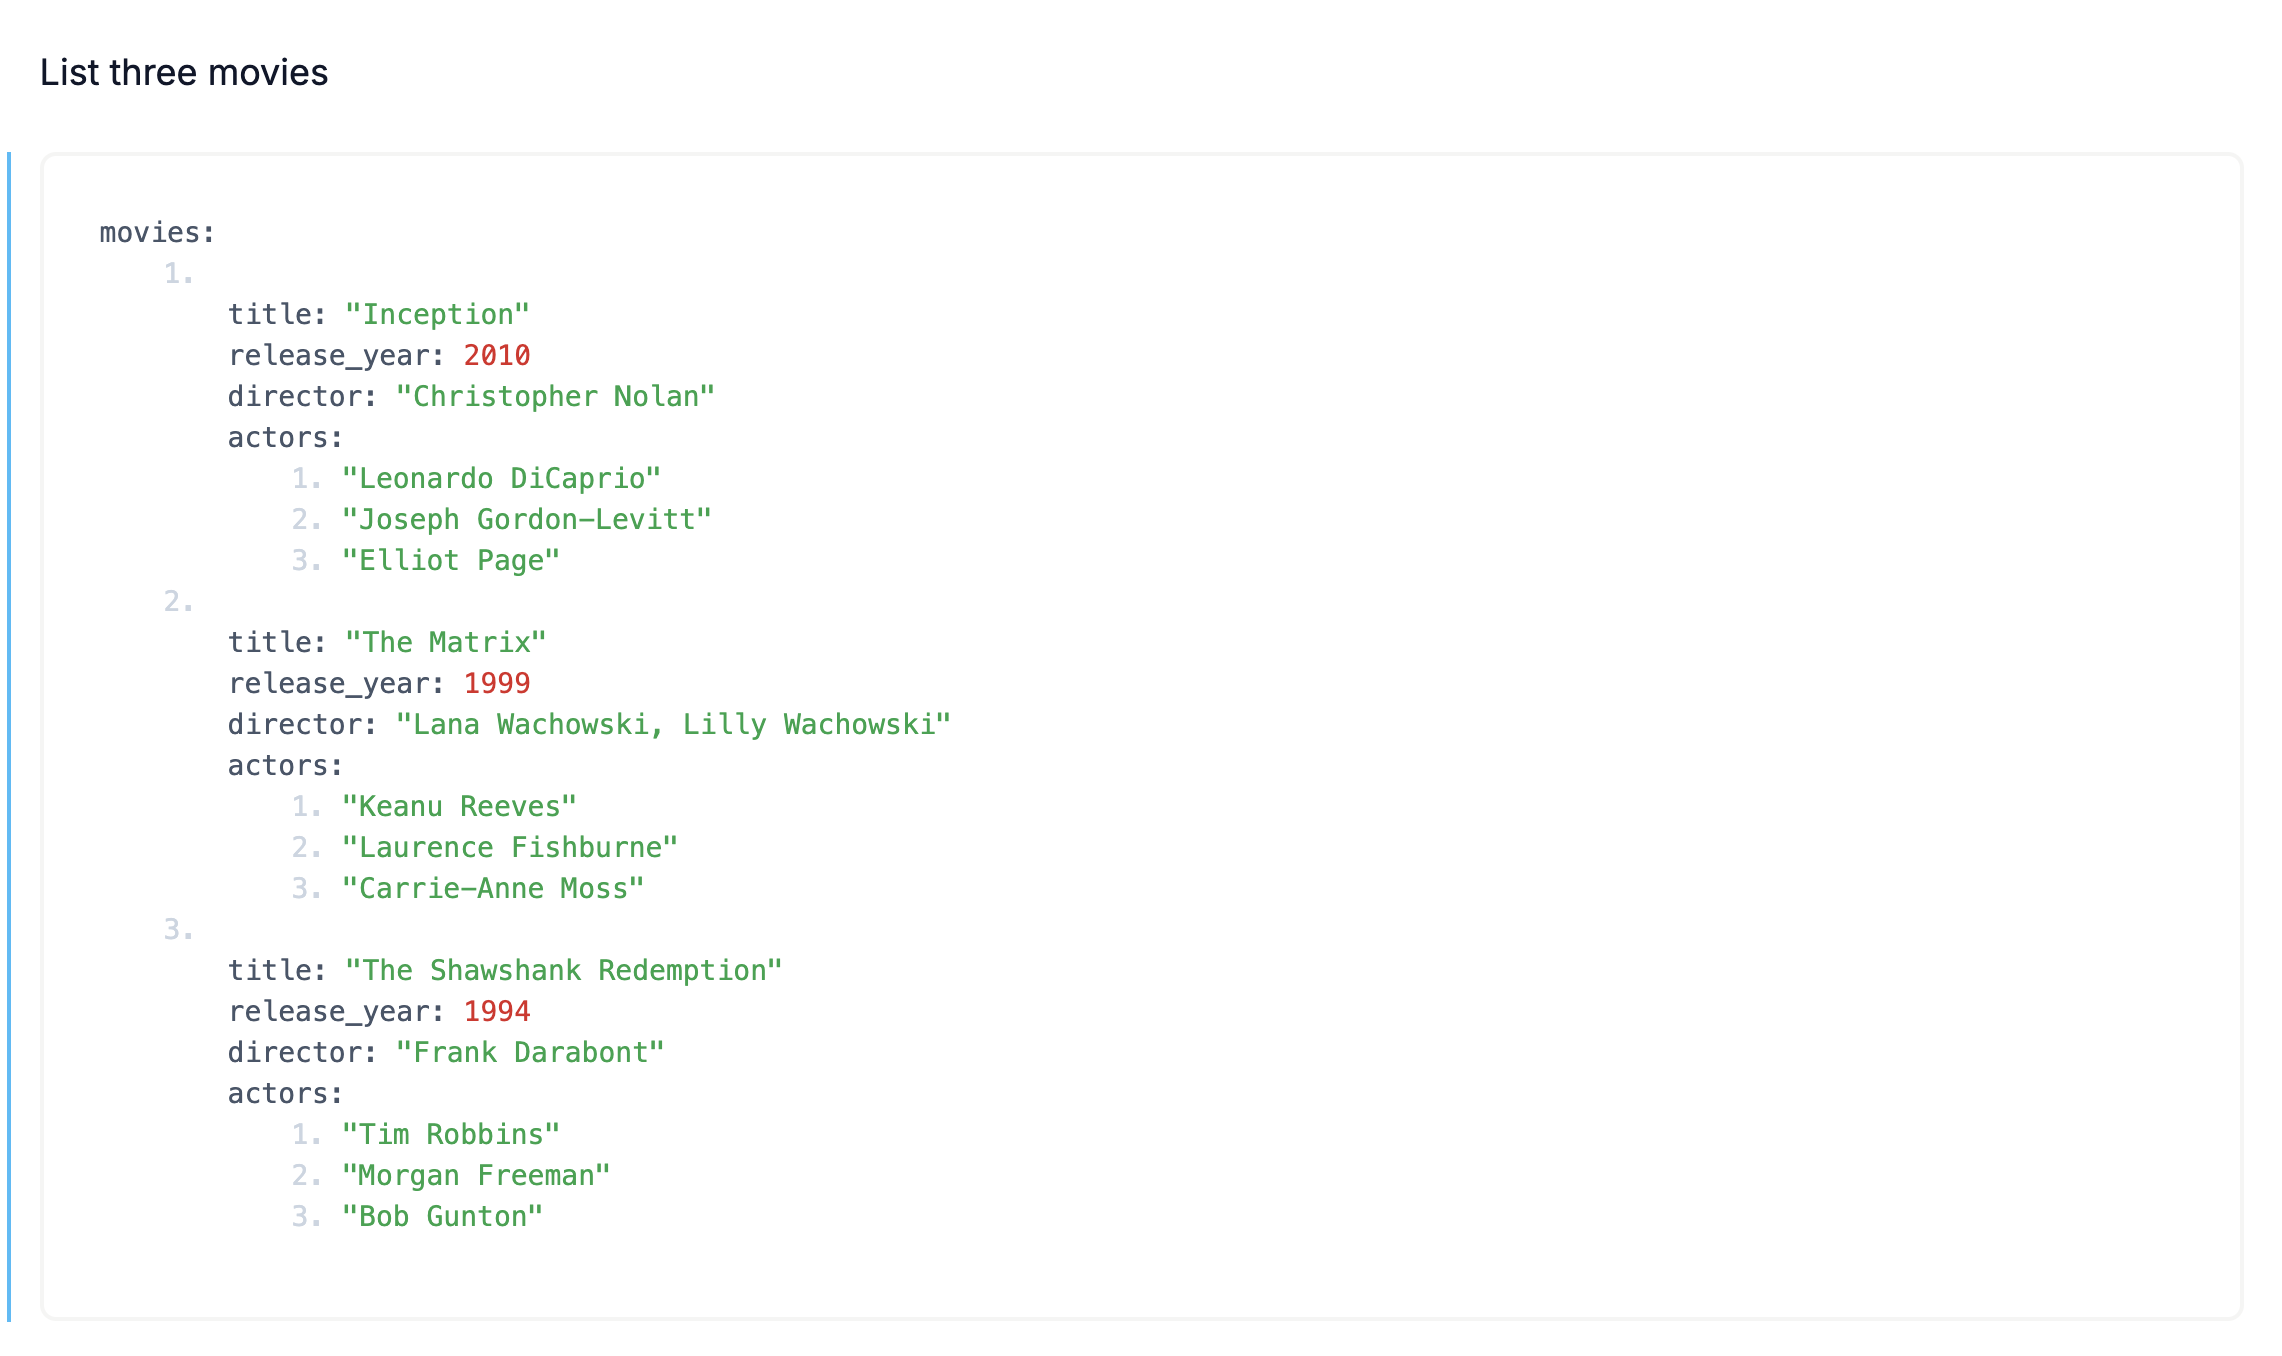 List three movies
movies:
1.
title: "Inception"
release_year: 2010
director: "Christopher Nolan"
actors:
1. "Leonardo DiCaprio"
2. "Joseph Gordon-Levitt"
3. "Elliot Page"
2.
title: "The Matrix"
release_year: 1999
director: "Lana Wachowski, Lilly Wachowski"
actors:
1. "Keanu Reeves"
2. "Laurence Fishburne"
3. "Carrie-Anne Moss"
3.
title: "The Shawshank Redemption"
release_year: 1994
director: "Frank Darabont"
actors:
1. "Tim Robbins"
2. "Morgan Freeman"
3. "Bob Gunton"